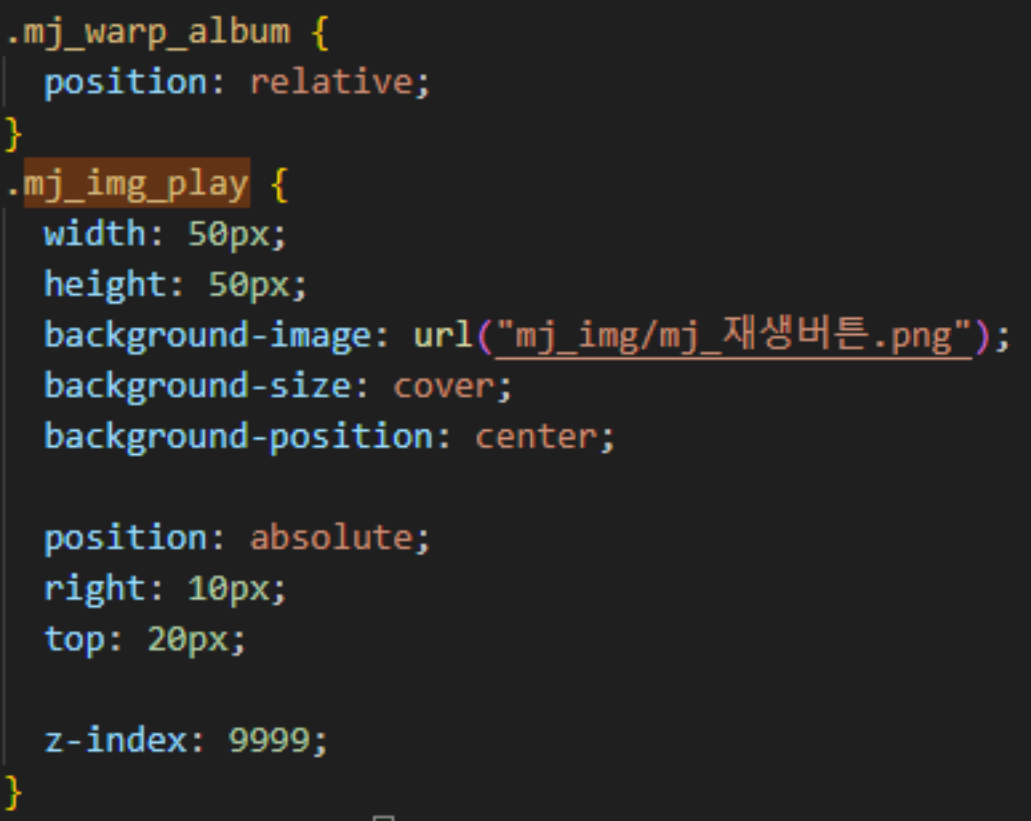 .mj_warp_album {
position: relative;
}
.mj_img_play {
width: 50px;
height: 50px;
background-image: url("mj_img/mj_재생버튼.png");
background-size: cover;
background-position: center;
position: absolute;
right: 10px;
top: 20px;
z-index: 9999;
}